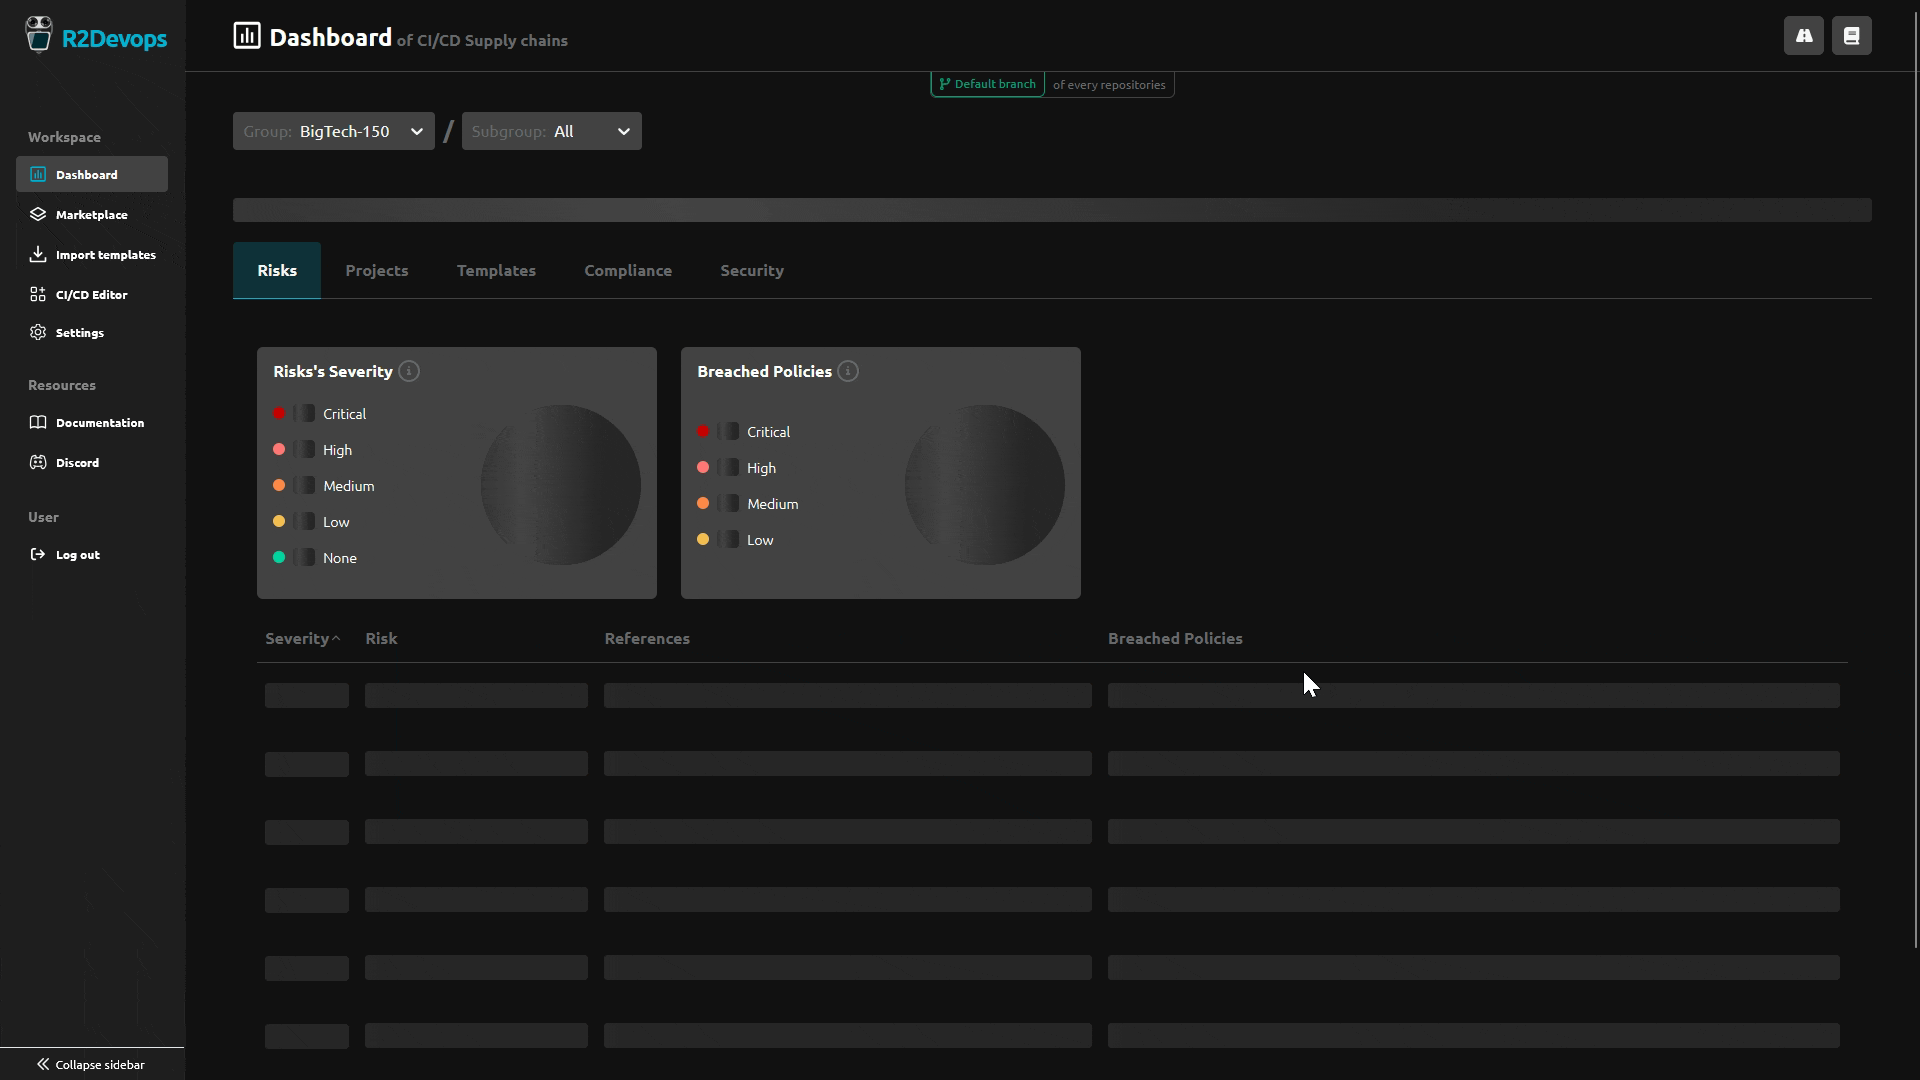 R2Devops
Dashboard of CI/CD Supply chains
Default branch of every repositories
Group: BigTech-150 / Subgroup: All
Workspace
Dashboard
Marketplace
Import templates
CI/CD Editor
Settings
Resources
Documentation
Discord
User
Log out
Collapse sidebar
Risks Projects Templates Compliance Security
Risks's Severity
Critical
High
Medium
Low
None
Breached Policies
Critical
High
Medium
Low
Severity Risk References Breached Policies